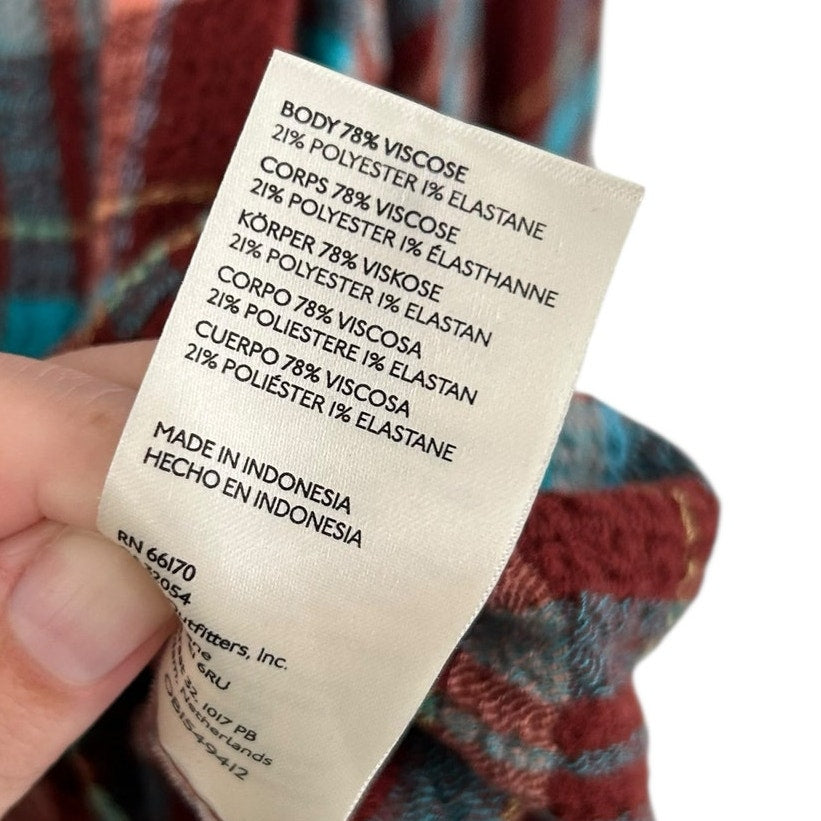 BODY 78% VISCOSE
21% POLYESTER 1% ELASTANE
CORPS 78% VISCOSE
21% POLYESTER 1% ÉLASTHANNE
KÖRPER 78% VISKOSE
21% POLYESTER 1% ELASTAN
CORPO 78% VISCOSA
21% POLIESTERE 1% ELASTAN
CUERPO 78% VISCOSA
21% POLIÉSTER 1% ELASTANE
MADE IN INDONESIA
HECHO EN INDONESIA
RN 66170
32054
Inc.
6RU
32, 1017 PB
Netherlands